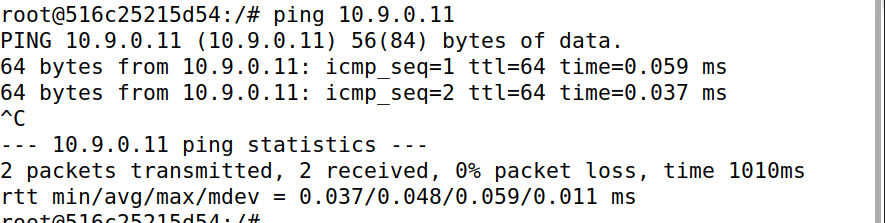 root@516c25215d54:/# ping 10.9.0.11
PING 10.9.0.11 (10.9.0.11) 56(84) bytes of data.
64 bytes from 10.9.0.11: icmp_seq=1 ttl=64 time=0.059 ms
64 bytes from 10.9.0.11: icmp_seq=2 ttl=64 time=0.037 ms
^C
--- 10.9.0.11 ping statistics ---
2 packets transmitted, 2 received, 0% packet loss, time 1010ms
rtt min/avg/max/mdev = 0.037/0.048/0.059/0.011 ms
root@516c25215d54:/#